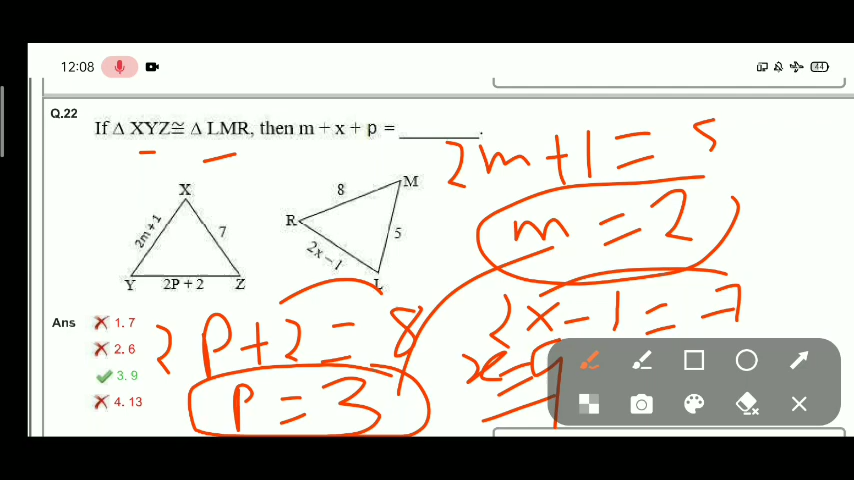 12:08
44
Q.22
If Δ XYZ≅ Δ LMR, then m + x + p = ________.
2m+1=5
m=2
X
2m+1
7
Y
2P+2
Z
8
M
R
5
2x-1
L
2x-1=7
2P+2=8
P=3
Ans
1. 7
2. 6
3. 9
4. 13